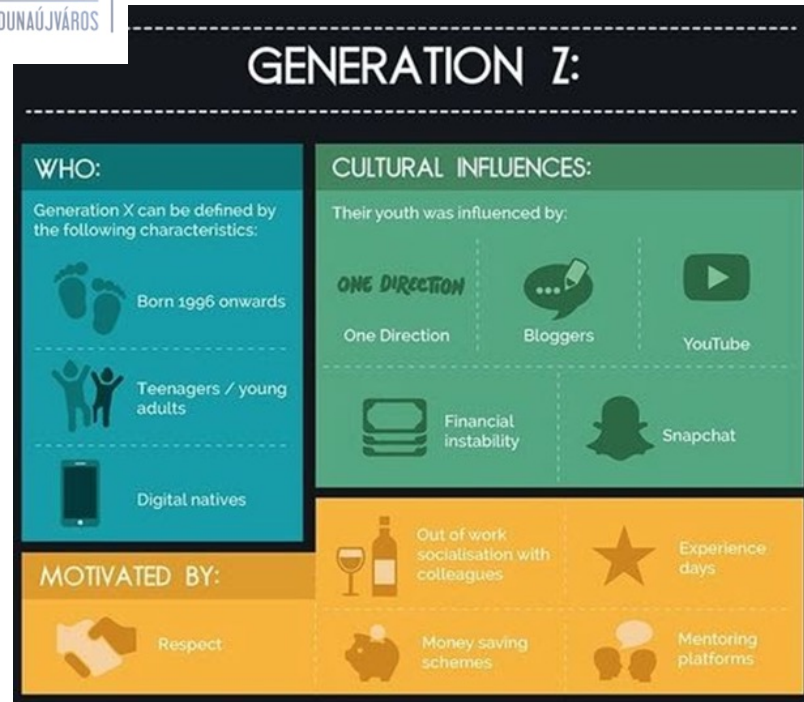 DUNAÚJVÁROS
GENERATION Z:
WHO:
Generation X can be defined by
the following characteristics:
Born 1996 onwards
Teenagers / young
adults
Digital natives
CULTURAL INFLUENCES:
Their youth was influenced by:
ONE DIRECTION
One Direction
Bloggers
YouTube
Financial
instability
Snapchat
MOTIVATED BY:
Respect
Out of work
socialisation with
colleagues
Experience
days
Money saving
schemes
Mentoring
platforms